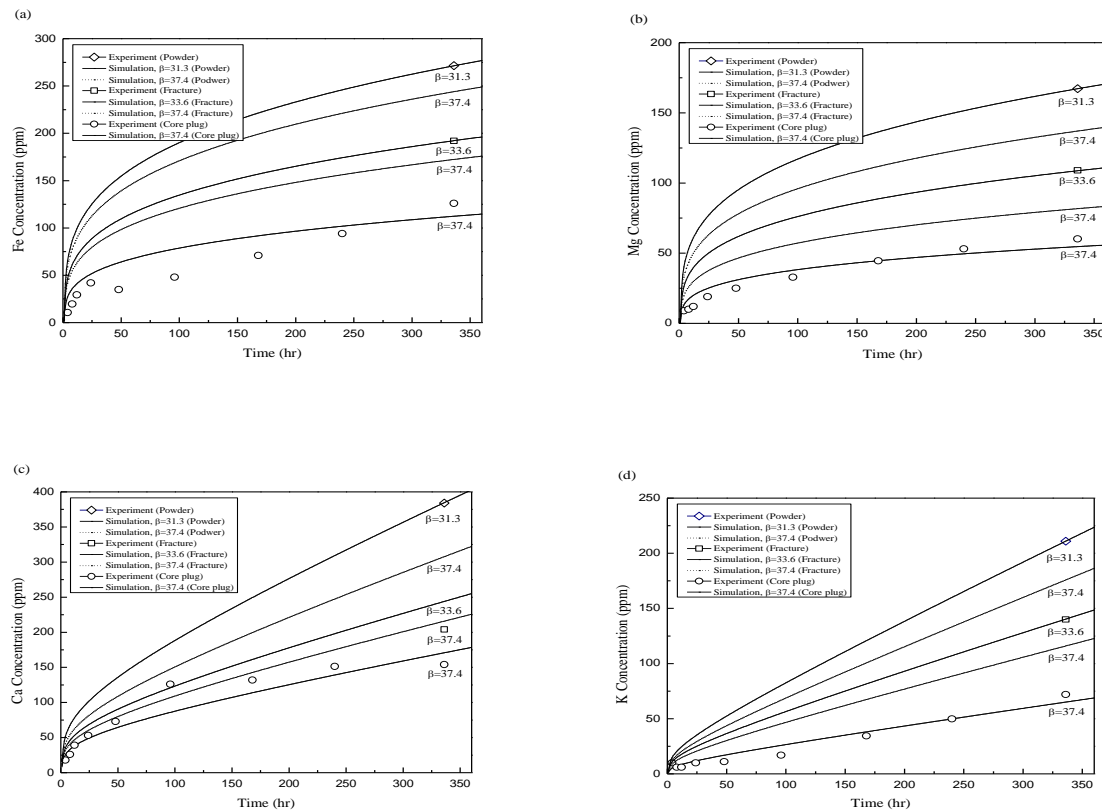 (a)
300
250
200
150
100
50
0
Fe Concentration (ppm)
Experiment (Powder)
Simulation, β=31.3 (Powder)
Simulation, β=37.4 (Podwer)
Experiment (Fracture)
Simulation, β=33.6 (Fracture)
Simulation, β=37.4 (Fracture)
Experiment (Core plug)
Simulation, β=37.4 (Core plug)
β=31.3
β=37.4
β=33.6
β=37.4
β=37.4
0 50 100 150 200 250 300 350
Time (hr)
(b)
200
150
100
50
0
Mg Concentration (ppm)
Experiment (Powder)
Simulation, β=31.3 (Powder)
Simulation, β=37.4 (Podwer)
Experiment (Fracture)
Simulation, β=33.6 (Fracture)
Simulation, β=37.4 (Fracture)
Experiment (Core plug)
Simulation, β=37.4 (Core plug)
β=31.3
β=37.4
β=33.6
β=37.4
β=37.4
0 50 100 150 200 250 300 350
Time (hr)
(c)
400
350
300
250
200
150
100
50
0
Ca Concentration (ppm)
Experiment (Powder)
Simulation, β=31.3 (Powder)
Simulation, β=37.4 (Podwer)
Experiment (Fracture)
Simulation, β=33.6 (Fracture)
Simulation, β=37.4 (Fracture)
Experiment (Core plug)
Simulation, β=37.4 (Core plug)
β=31.3
β=37.4
β=33.6
β=37.4
β=37.4
0 50 100 150 200 250 300 350
Time (hr)
(d)
250
200
150
100
50
0
K Concentration (ppm)
Experiment (Powder)
Simulation, β=31.3 (Powder)
Simulation, β=37.4 (Podwer)
Experiment (Fracture)
Simulation, β=33.6 (Fracture)
Simulation, β=37.4 (Fracture)
Experiment (Core plug)
Simulation, β=37.4 (Core plug)
β=31.3
β=37.4
β=33.6
β=37.4
β=37.4
0 50 100 150 200 250 300 350
Time (hr)